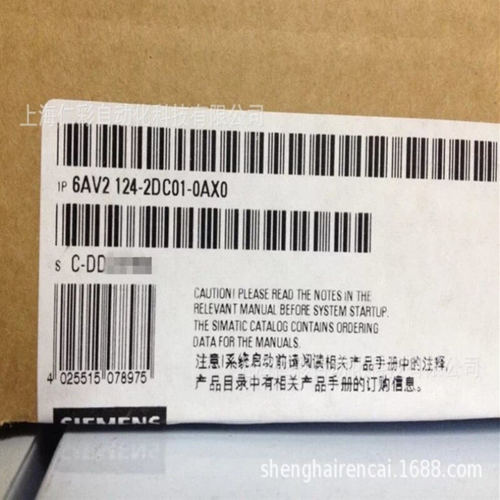 上海仁彩自动化科技有限公司
1P 6AV2 124-2DC01-0AX0
S C-DD
CAUTION! PLEASE READ THE NOTES IN THE
RELEVANT MANUAL BEFORE SYSTEM STARTUP.
THE SIMATIC CATALOG CONTAINS ORDERING
DATA FOR THE MANUALS.
注意!系统启动前请阅读相关产品手册中的注释,
产品目录中有相关产品手册的订购信息。
4 025515 078975
SIEMENS
shenghairencai.1688.com